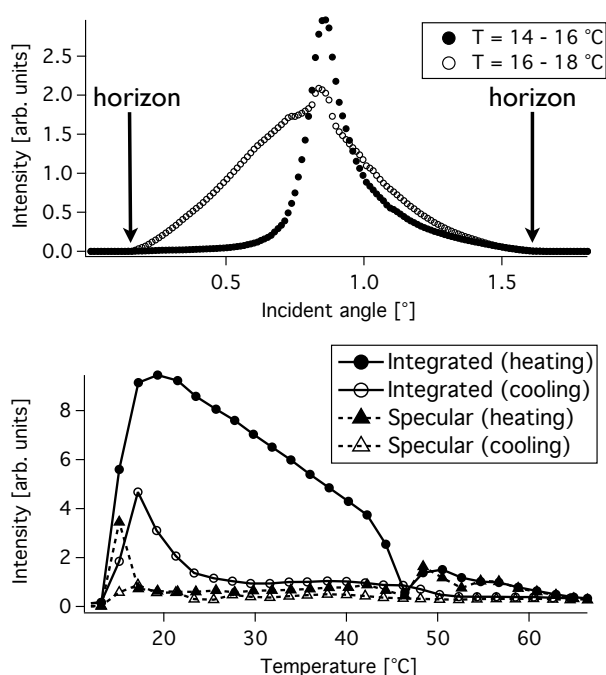 Intensity [arb. units]
2.5
2.0
1.5
1.0
0.5
0.0
horizon
horizon
T = 14 - 16 °C
T = 16 - 18 °C
0.5
1.0
1.5
Incident angle [°]
Intensity [arb. units]
8
6
4
2
0
Integrated (heating)
Integrated (cooling)
Specular (heating)
Specular (cooling)
20
30
40
50
60
Temperature [°C]